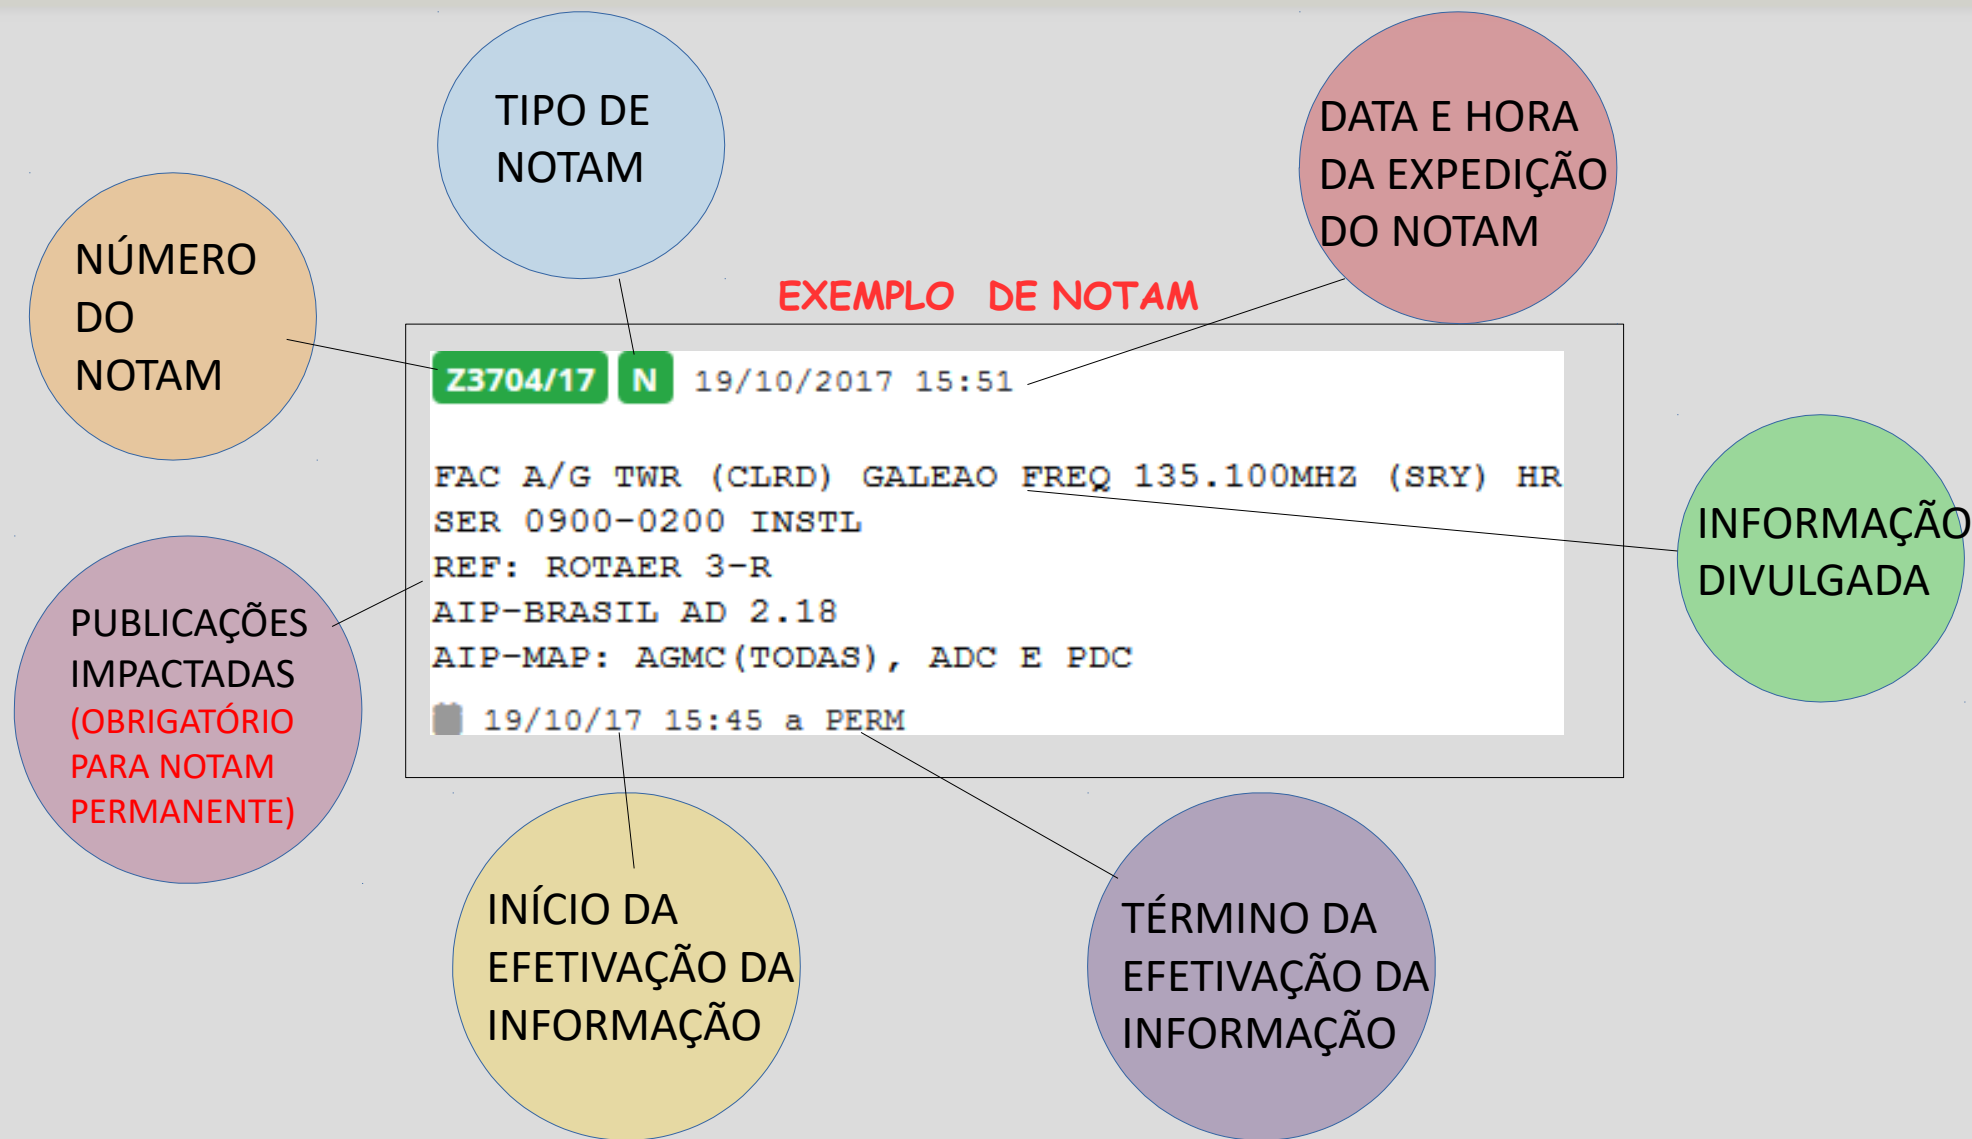 TIPO DE
NOTAM
DATA E HORA
DA EXPEDIÇÃO
DO NOTAM
NÚMERO
DO
NOTAM
EXEMPLO DE NOTAM
Z3704/17 N 19/10/2017 15:51
FAC A/G TWR (CLRD) GALEAO FREQ 135.100MHZ (SRY) HR
SER 0900-0200 INSTL
REF: ROTAER 3-R
AIP-BRASIL AD 2.18
AIP-MAP: AGMC(TODAS), ADC E PDC
19/10/17 15:45 a PERM
INFORMAÇÃO
DIVULGADA
PUBLICAÇÕES
IMPACTADAS
(OBRIGATÓRIO
PARA NOTAM
PERMANENTE)
INÍCIO DA
EFETIVAÇÃO DA
INFORMAÇÃO
TÉRMINO DA
EFETIVAÇÃO DA
INFORMAÇÃO